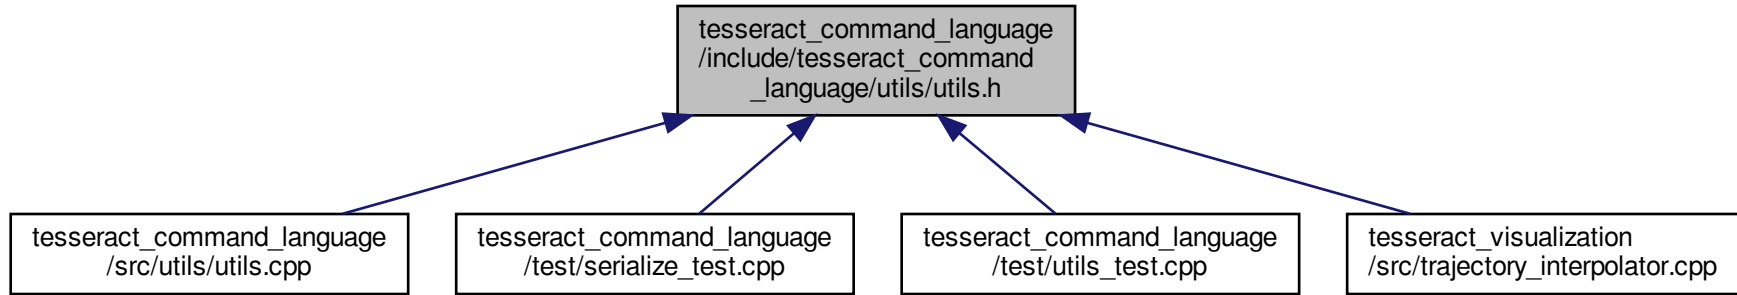 tesseract_command_language
/include/tesseract_command
_language/utils/utils.h
tesseract_command_language
/src/utils/utils.cpp
tesseract_command_language
/test/serialize_test.cpp
tesseract_command_language
/test/utils_test.cpp
tesseract_visualization
/src/trajectory_interpolator.cpp